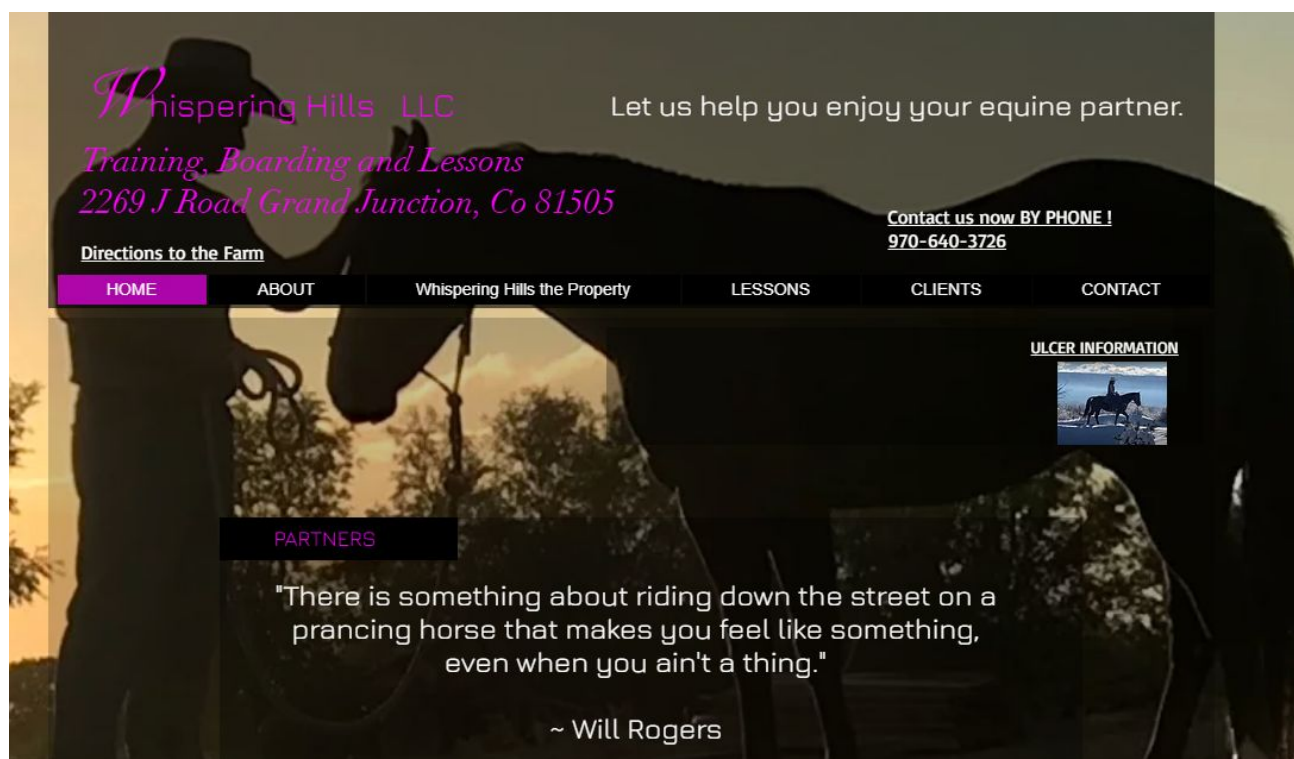 Whispering Hills LLC
Let us help you enjoy your equine partner.
Training, Boarding and Lessons
2269 J Road Grand Junction, Co 81505
Contact us now BY PHONE !
970-640-3726
Directions to the Farm
HOME ABOUT Whispering Hills the Property LESSONS CLIENTS CONTACT
ULCER INFORMATION
PARTNERS
"There is something about riding down the street on a
prancing horse that makes you feel like something,
even when you ain't a thing."
~ Will Rogers